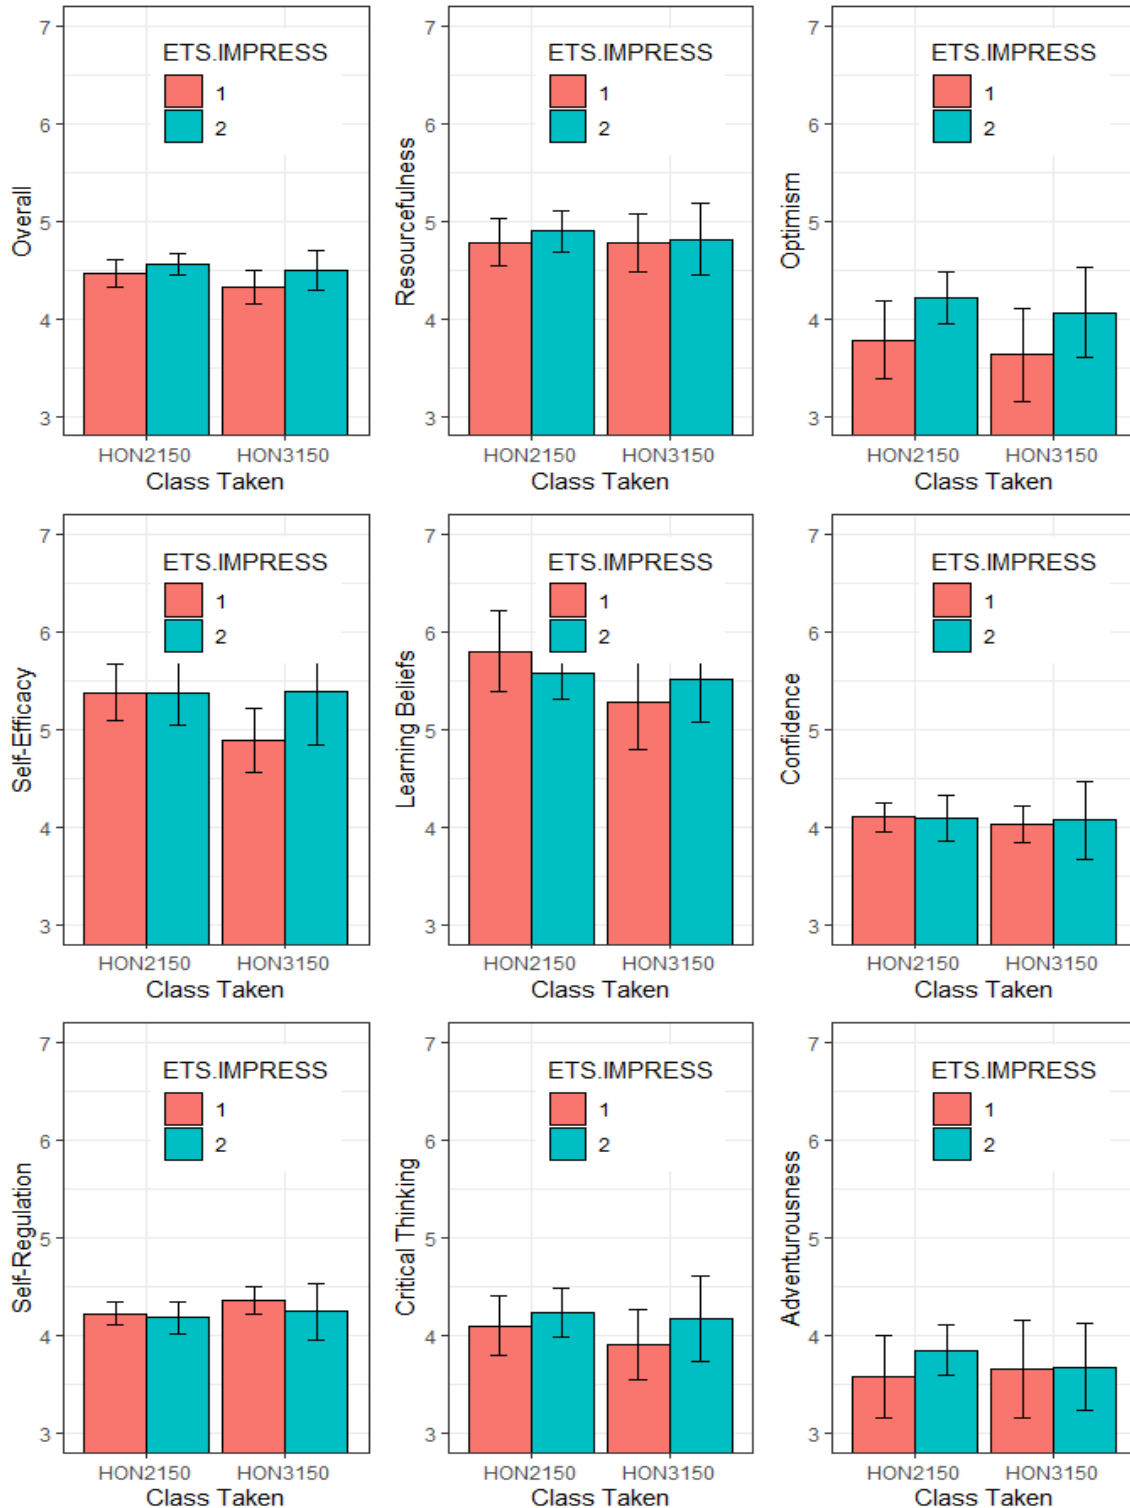 Overall
7
6
5
4
3
ETS.IMPRESS
1
2
HON2150 HON3150
Class Taken
Resourcefulness
7
6
5
4
3
ETS.IMPRESS
1
2
HON2150 HON3150
Class Taken
Optimism
7
6
5
4
3
ETS.IMPRESS
1
2
HON2150 HON3150
Class Taken
Self-Efficacy
7
6
5
4
3
ETS.IMPRESS
1
2
HON2150 HON3150
Class Taken
Learning Beliefs
7
6
5
4
3
ETS.IMPRESS
1
2
HON2150 HON3150
Class Taken
Confidence
7
6
5
4
3
ETS.IMPRESS
1
2
HON2150 HON3150
Class Taken
Self-Regulation
7
6
5
4
3
ETS.IMPRESS
1
2
HON2150 HON3150
Class Taken
Critical Thinking
7
6
5
4
3
ETS.IMPRESS
1
2
HON2150 HON3150
Class Taken
Adventurousness
7
6
5
4
3
ETS.IMPRESS
1
2
HON2150 HON3150
Class Taken